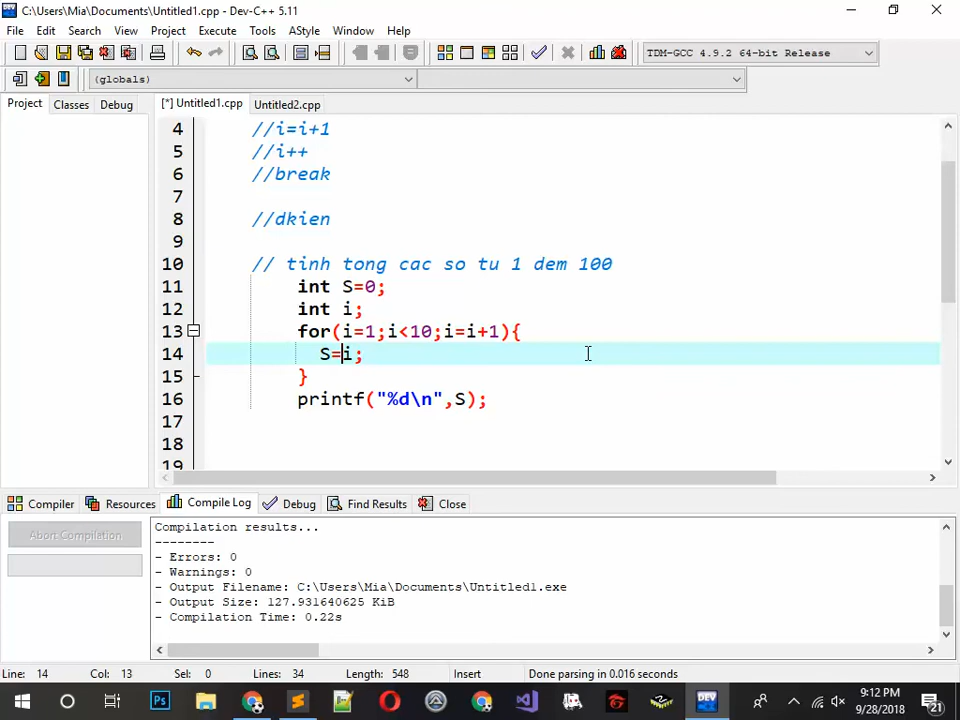 C:\Users\Mia\Documents\Untitled1.cpp - Dev-C++ 5.11
File Edit Search View Project Execute Tools AStyle Window Help
TDM-GCC 4.9.2 64-bit Release
(globals)
Project Classes Debug [*] Untitled1.cpp Untitled2.cpp
4 //i=i+1
5 //i++
6 //break
7
8 //dkien
9
10 // tinh tong cac so tu 1 dem 100
11 int S=0;
12 int i;
13 for(i=1;i<10;i=i+1){
14 S=i;
15 }
16 printf("%d\n",S);
17
18
19
Compiler Resources Compile Log Debug Find Results Close
Abort Compilation
Compilation results...
--------
- Errors: 0
- Warnings: 0
- Output Filename: C:\Users\Mia\Documents\Untitled1.exe
- Output Size: 127.931640625 KiB
- Compilation Time: 0.22s
Line: 14 Col: 13 Sel: 0 Lines: 34 Length: 548 Insert Done parsing in 0.016 seconds
Ps
DEV
9:12 PM
9/28/2018
21